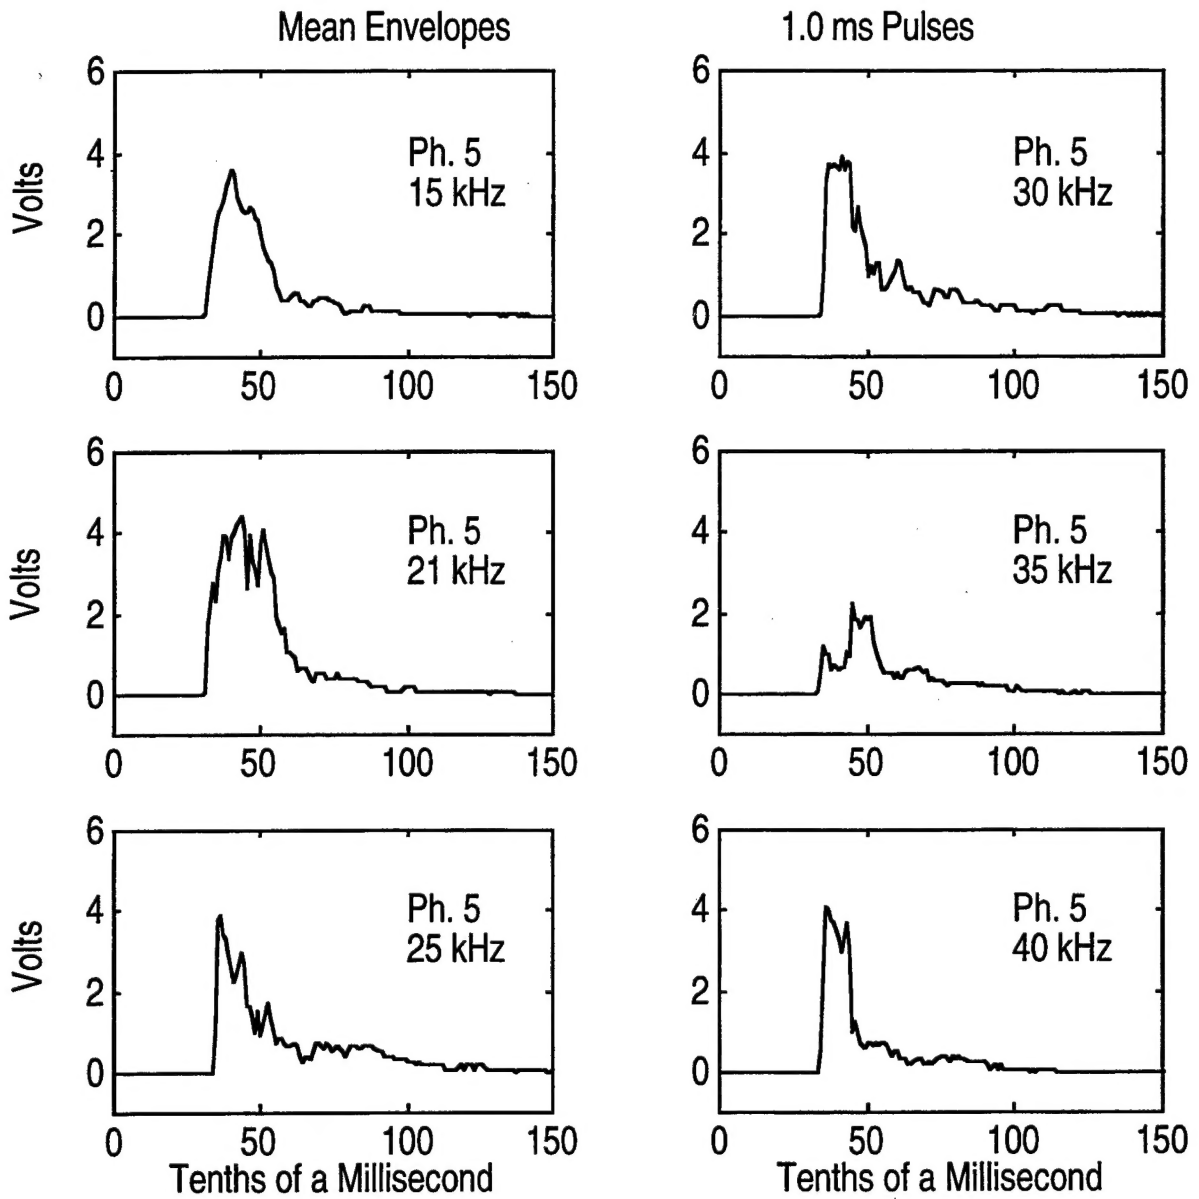 Mean Envelopes
1.0 ms Pulses
6
4
2
0
Volts
Ph. 5
15 kHz
0 50 100 150
6
4
2
0
Ph. 5
30 kHz
0 50 100 150
6
4
2
0
Volts
Ph. 5
21 kHz
0 50 100 150
6
4
2
0
Ph. 5
35 kHz
0 50 100 150
6
4
2
0
Volts
Ph. 5
25 kHz
0 50 100 150
Tenths of a Millisecond
6
4
2
0
Ph. 5
40 kHz
0 50 100 150
Tenths of a Millisecond